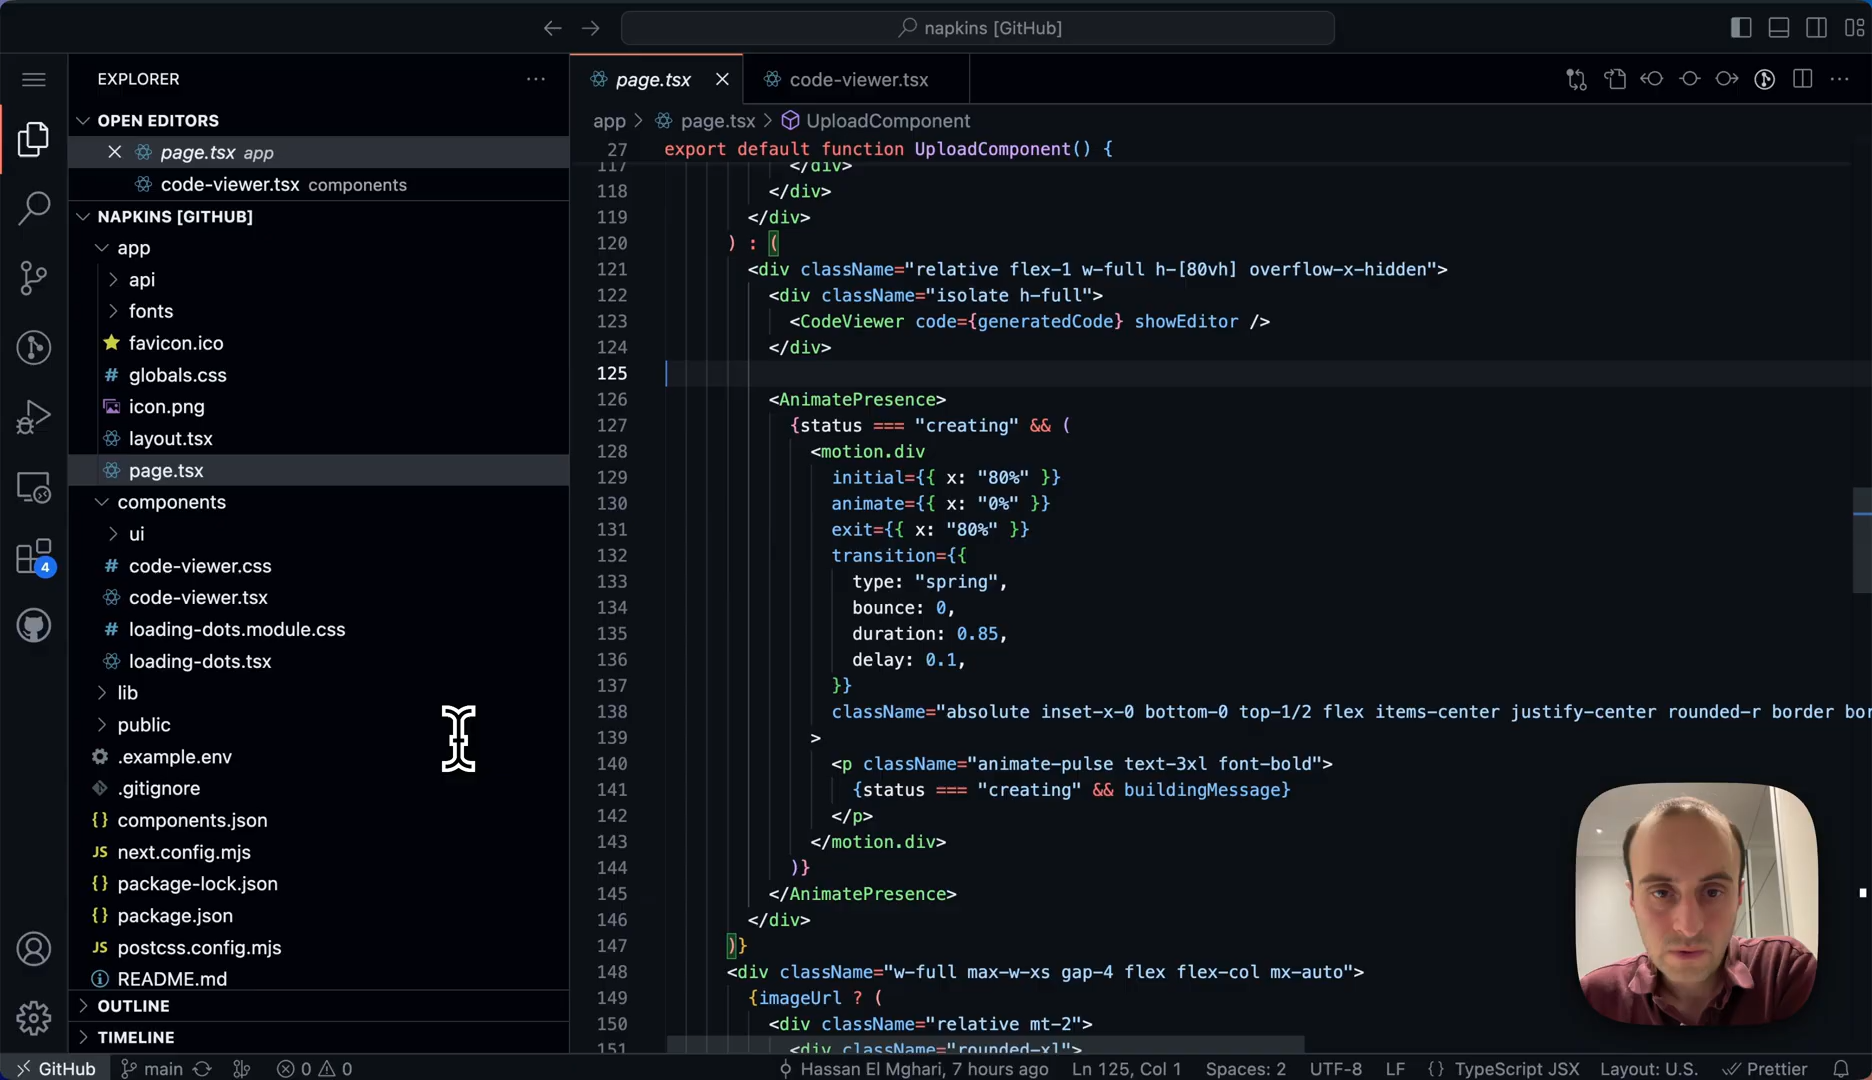 napkins [GitHub]
EXPLORER
OPEN EDITORS
page.tsx app
code-viewer.tsx components
NAPKINS [GITHUB]
app
api
fonts
favicon.ico
globals.css
icon.png
layout.tsx
page.tsx
components
ui
code-viewer.css
code-viewer.tsx
loading-dots.module.css
loading-dots.tsx
lib
public
.example.env
.gitignore
components.json
next.config.mjs
package-lock.json
package.json
postcss.config.mjs
README.md
OUTLINE
TIMELINE
4
page.tsx
code-viewer.tsx
app > page.tsx > UploadComponent
27 export default function UploadComponent() {
117 </div>
118 </div>
119 </div>
120 ) : (
121 <div className="relative flex-1 w-full h-[80vh] overflow-x-hidden">
122 <div className="isolate h-full">
123 <CodeViewer code={generatedCode} showEditor />
124 </div>
125
126 <AnimatePresence>
127 {status === "creating" && (
128 <motion.div
129 initial={{ x: "80%" }}
130 animate={{ x: "0%" }}
131 exit={{ x: "80%" }}
132 transition={{
133 type: "spring",
134 bounce: 0,
135 duration: 0.85,
136 delay: 0.1,
137 }}
138 className="absolute inset-x-0 bottom-0 top-1/2 flex items-center justify-center rounded-r border bor
139 >
140 <p className="animate-pulse text-3xl font-bold">
141 {status === "creating" && buildingMessage}
142 </p>
143 </motion.div>
144 )}
145 </AnimatePresence>
146 </div>
147 )}
148 <div className="w-full max-w-xs gap-4 flex flex-col mx-auto">
149 {imageUrl ? (
150 <div className="relative mt-2">
151 <div className="rounded-xl">
GitHub main 0 0 Hassan El Mghari, 7 hours ago Ln 125, Col 1 Spaces: 2 UTF-8 LF {} TypeScript JSX Layout: U.S. Prettier